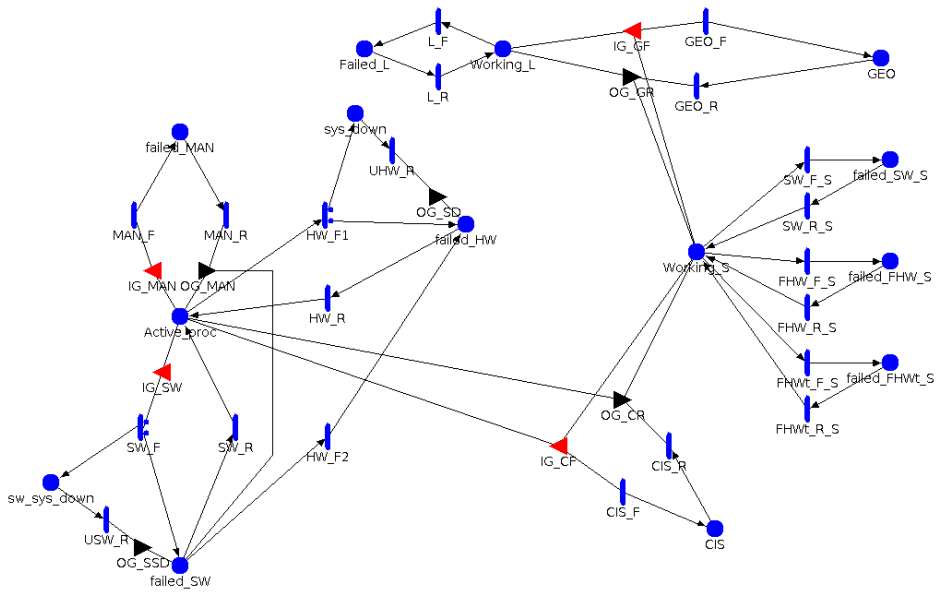 L_F
IG_GF
GEO_F
Failed_L
Working_L
GEO
L_R
OG_GR
GEO_R
sys_down
failed_MAN
UHW_R
SW_F_S
failed_SW_S
OG_SD
SW_R_S
MAN_F
MAN_R
HW_F1
failed_HW
Working_S
IG_MAN
OG_MAN
FHW_F_S
failed_FHW_S
HW_R
FHW_R_S
Active_proc
IG_SW
FHWt_F_S
failed_FHWt_S
OG_CR
FHWt_R_S
SW_F
SW_R
HW_F2
IG_CF
CIS_R
sw_sys_down
CIS_F
USW_R
CIS
OG_SSD
failed_SW